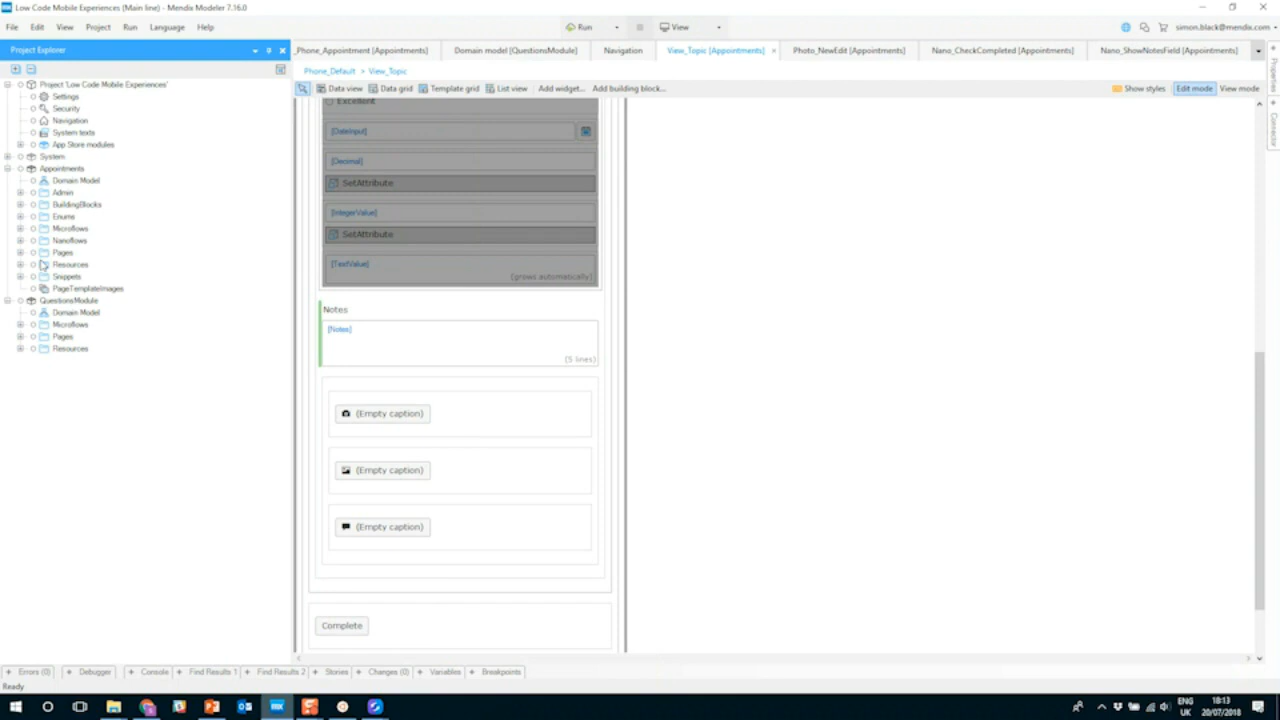 Low Code Mobile Experiences (Main line) - Mendix Modeler 7.16.0
File Edit View Project Run Language Help
Run View simon.black@mendix.com
Project Explorer
_Phone_Appointment [Appointments] Domain model [QuestionsModule] Navigation View_Topic [Appointments] Photo_NewEdit [Appointments] Nano_CheckCompleted [Appointments] Nano_ShowNotesField [Appointments]
Phone_Default > View_Topic
Data view Data grid Template grid List view Add widget... Add building block... Show styles Edit mode View mode
Properties
Connector
Project 'Low Code Mobile Experiences'
Settings
Security
Navigation
System texts
App Store modules
System
Appointments
Domain Model
Admin
BuildingBlocks
Enums
Microflows
Nanoflows
Pages
Resources
Snippets
PageTemplateImages
QuestionsModule
Domain Model
Microflows
Pages
Resources
Excellent
[DateInput]
[Decimal]
SetAttribute
[IntegerValue]
SetAttribute
[TextValue]
(grows automatically)
Notes
[Notes]
(5 lines)
(Empty caption)
(Empty caption)
(Empty caption)
Complete
Errors (0) Debugger Console Find Results 1 Find Results 2 Stories Changes (0) Variables Breakpoints
Ready
ENG
UK
18:13
20/07/2018